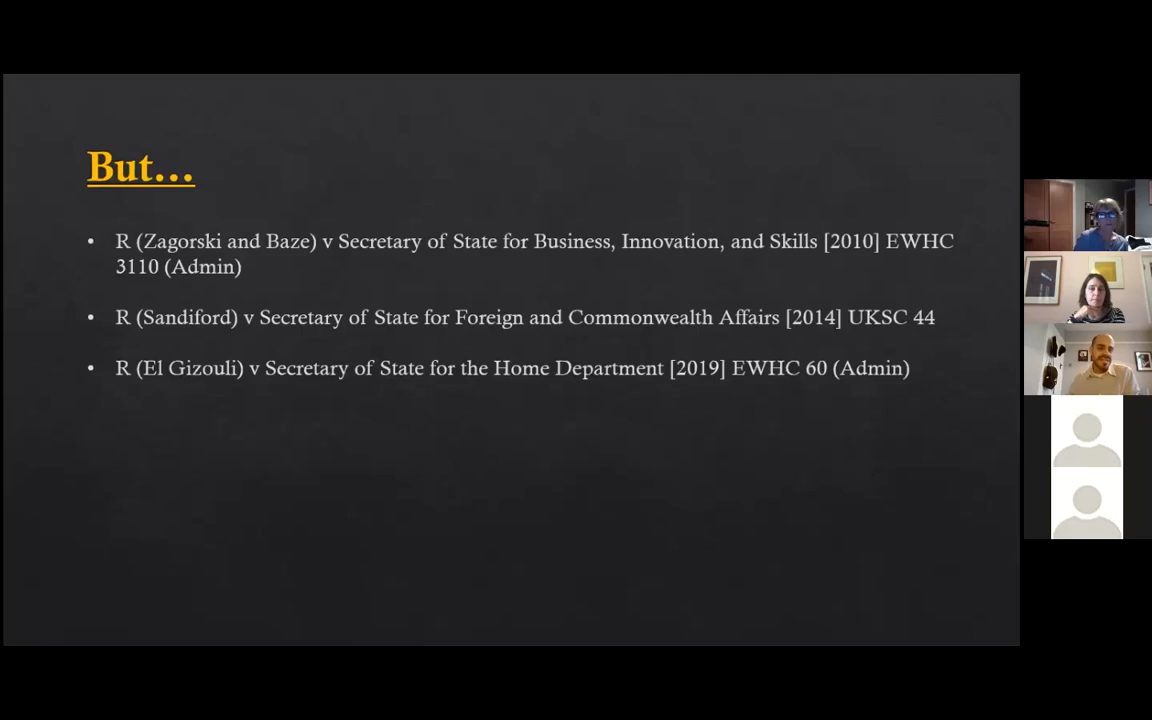 But…
• R (Zagorski and Baze) v Secretary of State for Business, Innovation, and Skills [2010] EWHC
3110 (Admin)
• R (Sandiford) v Secretary of State for Foreign and Commonwealth Affairs [2014] UKSC 44
• R (El Gizouli) v Secretary of State for the Home Department [2019] EWHC 60 (Admin)